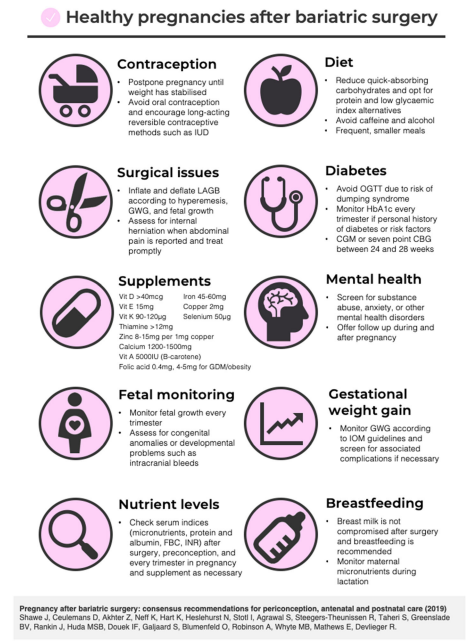 Healthy pregnancies after bariatric surgery
Contraception
• Postpone pregnancy until
weight has stabilised
• Avoid oral contraception
and encourage long-acting
reversible contraceptive
methods such as IUD
Diet
• Reduce quick-absorbing
carbohydrates and opt for
protein and low glycaemic
index alternatives
• Avoid caffeine and alcohol
• Frequent, smaller meals
Surgical issues
• Inflate and deflate LAGB
according to hyperemesis,
GWG, and fetal growth
• Assess for internal
herniation when abdominal
pain is reported and treat
promptly
Diabetes
• Avoid OGTT due to risk of
dumping syndrome
• Monitor HbA1c every
trimester if personal history
of diabetes or risk factors
• CGM or seven point CBG
between 24 and 28 weeks
Supplements
Vit D >40mcg Iron 45-60mg
Vit E 15mg Copper 2mg
Vit K 90-120µg Selenium 50µg
Thiamine >12mg
Zinc 8-15mg per 1mg copper
Calcium 1200-1500mg
Vit A 5000IU (B-carotene)
Folic acid 0.4mg, 4-5mg for GDM/obesity
Mental health
• Screen for substance
abuse, anxiety, or other
mental health disorders
• Offer follow up during and
after pregnancy
Fetal monitoring
• Monitor fetal growth every
trimester
• Assess for congenital
anomalies or developmental
problems such as
intracranial bleeds
Gestational
weight gain
• Monitor GWG according
to IOM guidelines and
screen for associated
complications if necessary
Nutrient levels
• Check serum indices
(micronutrients, protein and
albumin, FBC, INR) after
surgery, preconception, and
every trimester in pregnancy
and supplement as necessary
Breastfeeding
• Breast milk is not
compromised after surgery
and breastfeeding is
recommended
• Monitor maternal
micronutrients during
lactation
Pregnancy after bariatric surgery: consensus recommendations for periconception, antenatal and postnatal care (2019)
Shawe J, Ceulemans D, Akhter Z, Neff K, Hart K, Heslehurst N, Stotl I, Agrawal S, Steegers-Theunissen R, Taheri S, Greenslade
BV, Rankin J, Huda MSB, Douek IF, Galjaard S, Blumenfeld O, Robinson A, Whyte MB, Mathews E, Devlieger R.